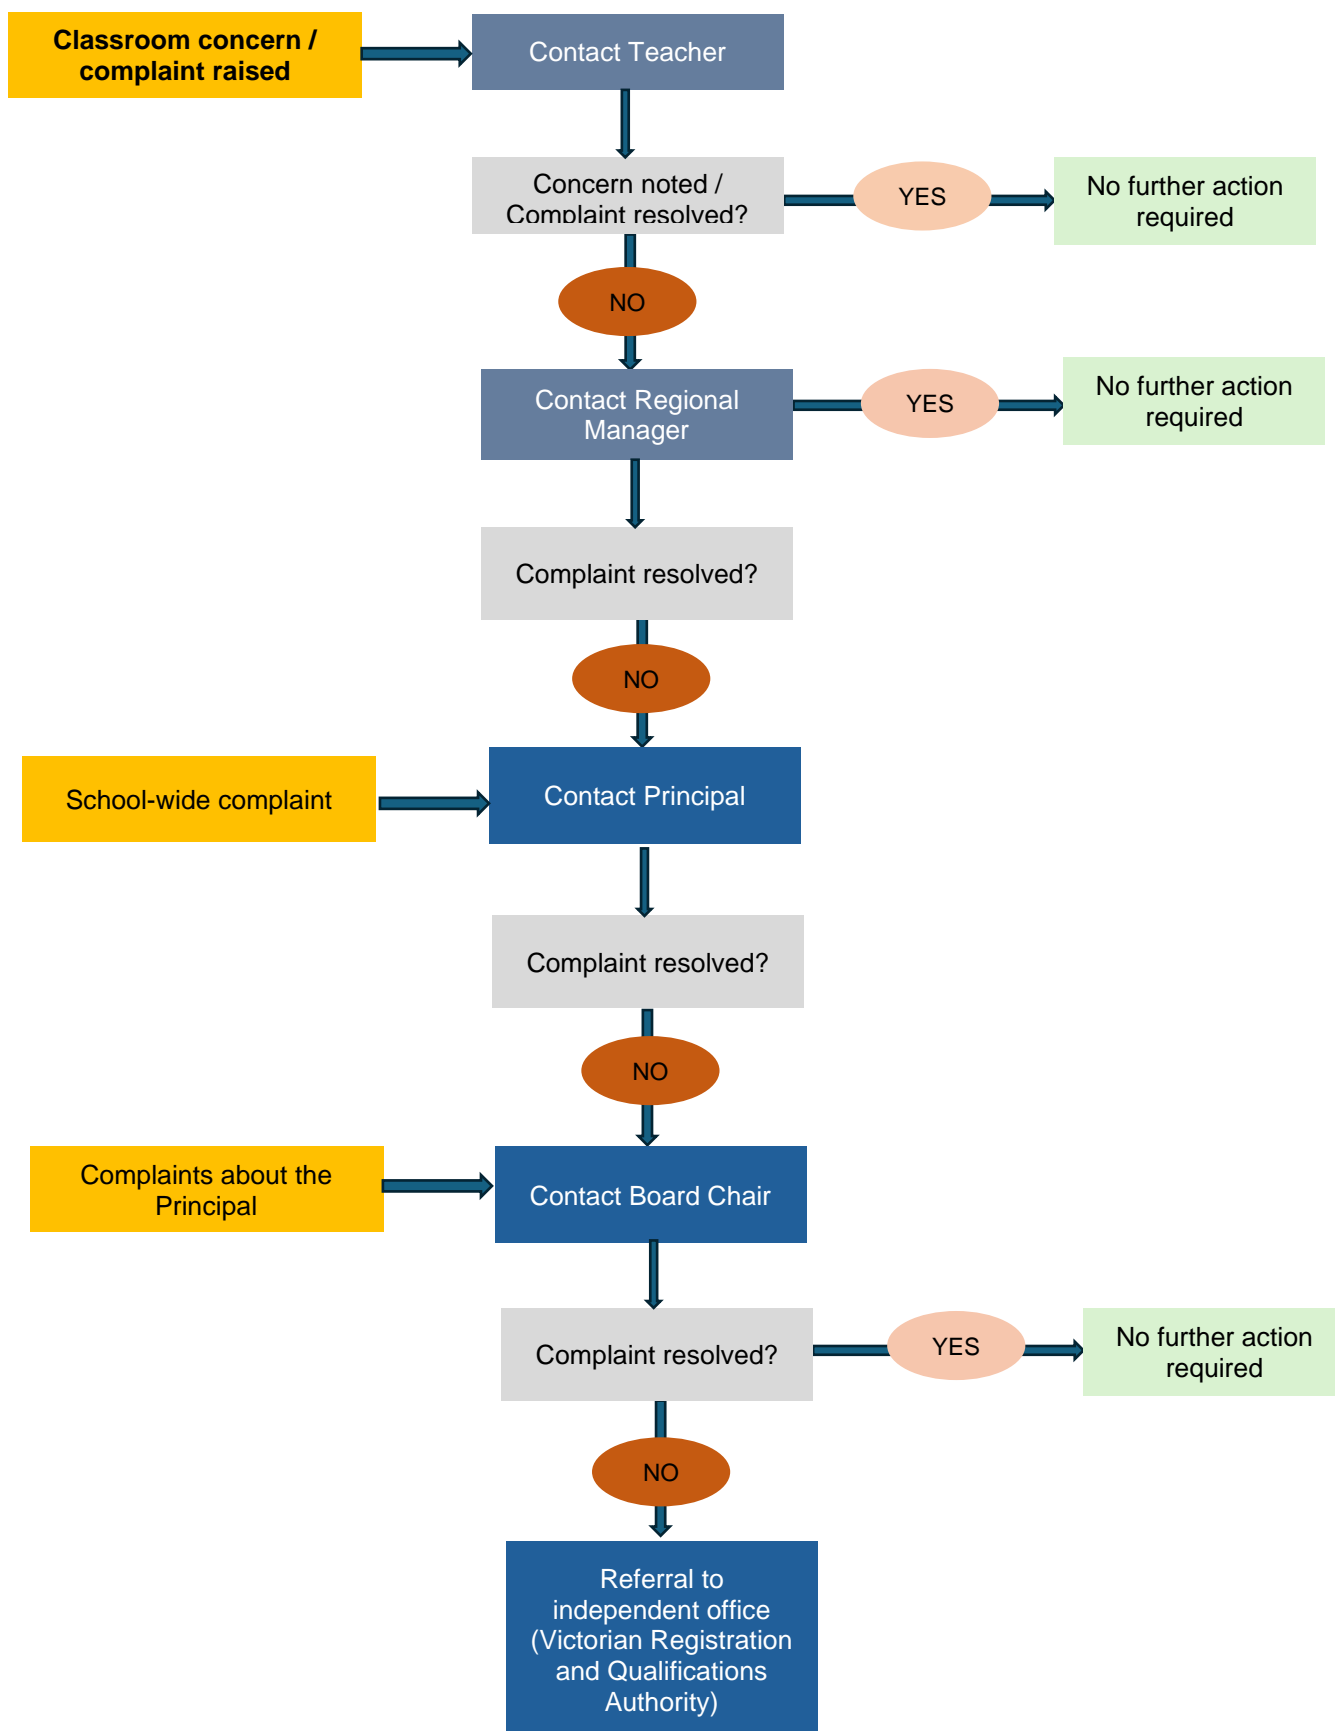 Classroom concern /
complaint raised
Contact Teacher
Concern noted /
Complaint resolved?
YES
No further action
required
NO
Contact Regional
Manager
YES
No further action
required
Complaint resolved?
NO
School-wide complaint
Contact Principal
Complaint resolved?
NO
Complaints about the
Principal
Contact Board Chair
Complaint resolved?
YES
No further action
required
NO
Referral to
independent office
(Victorian Registration
and Qualifications
Authority)